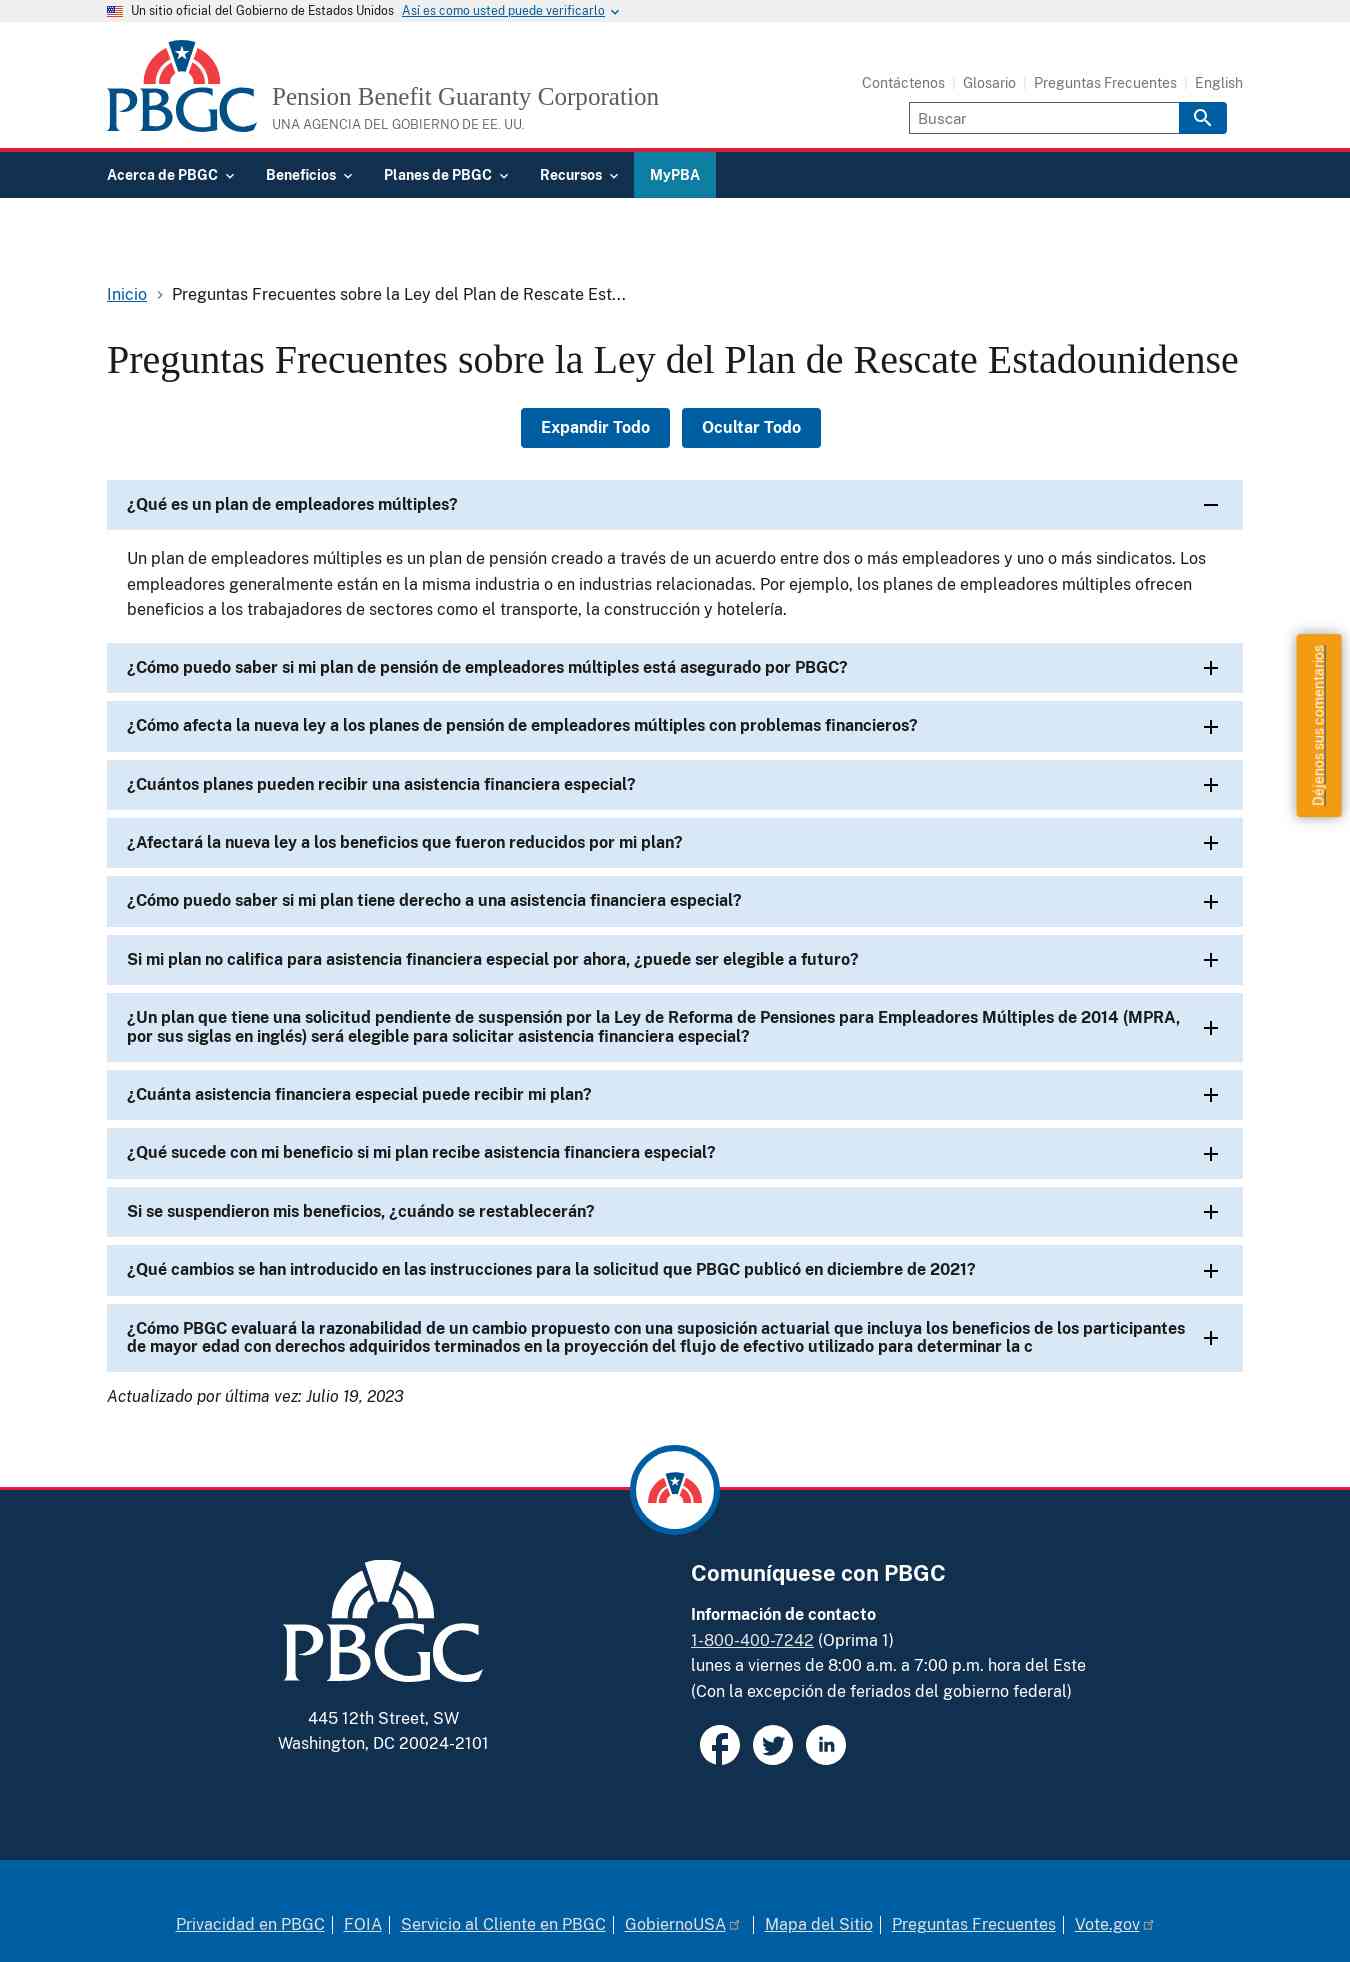 Un sitio oficial del Gobierno de Estados Unidos Así es como usted puede verificarlo
PBGC
Pension Benefit Guaranty Corporation
UNA AGENCIA DEL GOBIERNO DE EE. UU.
Contáctenos | Glosario | Preguntas Frecuentes | English
Buscar
Acerca de PBGC Beneficios Planes de PBGC Recursos MyPBA
Inicio > Preguntas Frecuentes sobre la Ley del Plan de Rescate Est...
Preguntas Frecuentes sobre la Ley del Plan de Rescate Estadounidense
Expandir Todo Ocultar Todo
¿Qué es un plan de empleadores múltiples?
Un plan de empleadores múltiples es un plan de pensión creado a través de un acuerdo entre dos o más empleadores y uno o más sindicatos. Los
empleadores generalmente están en la misma industria o en industrias relacionadas. Por ejemplo, los planes de empleadores múltiples ofrecen
beneficios a los trabajadores de sectores como el transporte, la construcción y hotelería.
¿Cómo puedo saber si mi plan de pensión de empleadores múltiples está asegurado por PBGC?
¿Cómo afecta la nueva ley a los planes de pensión de empleadores múltiples con problemas financieros?
Déjenos sus comentarios
¿Cuántos planes pueden recibir una asistencia financiera especial?
¿Afectará la nueva ley a los beneficios que fueron reducidos por mi plan?
¿Cómo puedo saber si mi plan tiene derecho a una asistencia financiera especial?
Si mi plan no califica para asistencia financiera especial por ahora, ¿puede ser elegible a futuro?
¿Un plan que tiene una solicitud pendiente de suspensión por la Ley de Reforma de Pensiones para Empleadores Múltiples de 2014 (MPRA,
por sus siglas en inglés) será elegible para solicitar asistencia financiera especial?
¿Cuánta asistencia financiera especial puede recibir mi plan?
¿Qué sucede con mi beneficio si mi plan recibe asistencia financiera especial?
Si se suspendieron mis beneficios, ¿cuándo se restablecerán?
¿Qué cambios se han introducido en las instrucciones para la solicitud que PBGC publicó en diciembre de 2021?
¿Cómo PBGC evaluará la razonabilidad de un cambio propuesto con una suposición actuarial que incluya los beneficios de los participantes
de mayor edad con derechos adquiridos terminados en la proyección del flujo de efectivo utilizado para determinar la c
Actualizado por última vez: Julio 19, 2023
PBGC
445 12th Street, SW
Washington, DC 20024-2101
Comuníquese con PBGC
Información de contacto
1-800-400-7242 (Oprima 1)
lunes a viernes de 8:00 a.m. a 7:00 p.m. hora del Este
(Con la excepción de feriados del gobierno federal)
Privacidad en PBGC | FOIA | Servicio al Cliente en PBGC | GobiernoUSA | Mapa del Sitio | Preguntas Frecuentes | Vote.gov